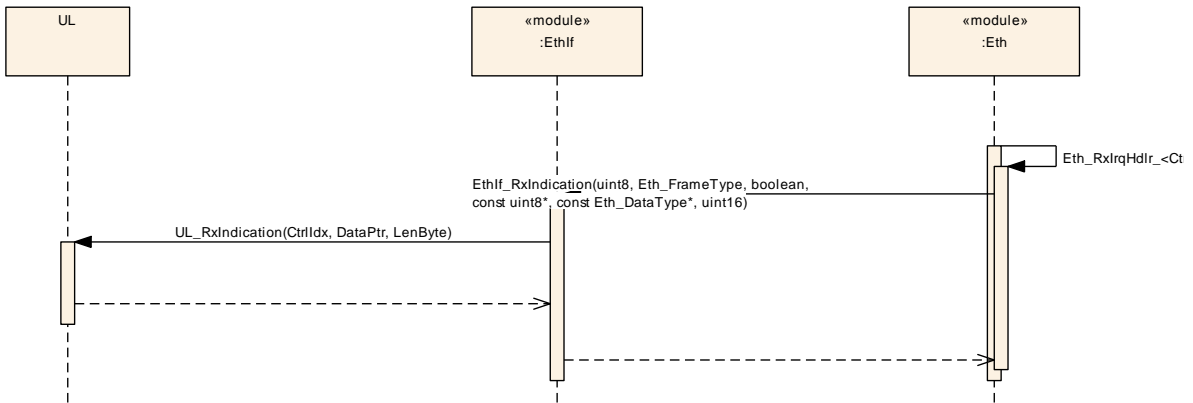 UL
«module»
:EthIf
«module»
:Eth
Eth_RxIrqHdlr_<Ct
EthIf_RxIndication(uint8, Eth_FrameType, boolean,
const uint8*, const Eth_DataType*, uint16)
UL_RxIndication(CtrlIdx, DataPtr, LenByte)